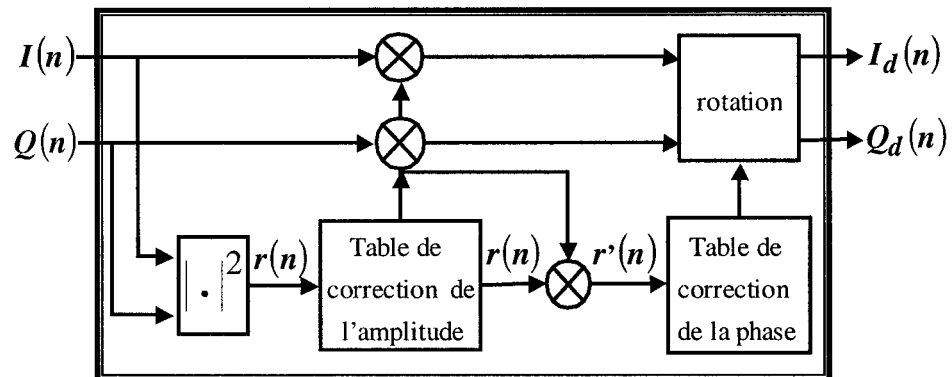 I(n)
I_d(n)
rotation
Q(n)
Q_d(n)
|.|^2
r(n)
Table de
correction de
l'amplitude
r(n)
r'(n)
Table de
correction
de la phase